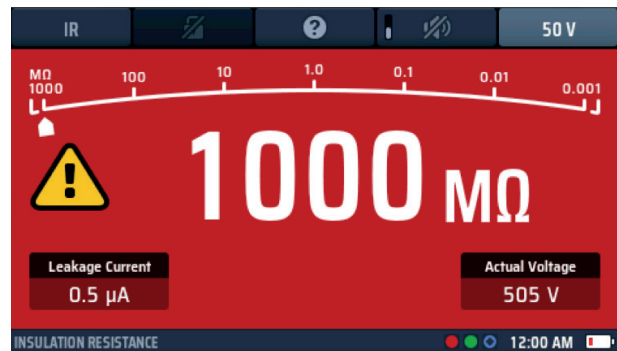 IR
?
50 V
MΩ
1000 100 10 1.0 0.1 0.01 0.001
!
1000 MΩ
Leakage Current
0.5 µA
Actual Voltage
505 V
INSULATION RESISTANCE
12:00 AM